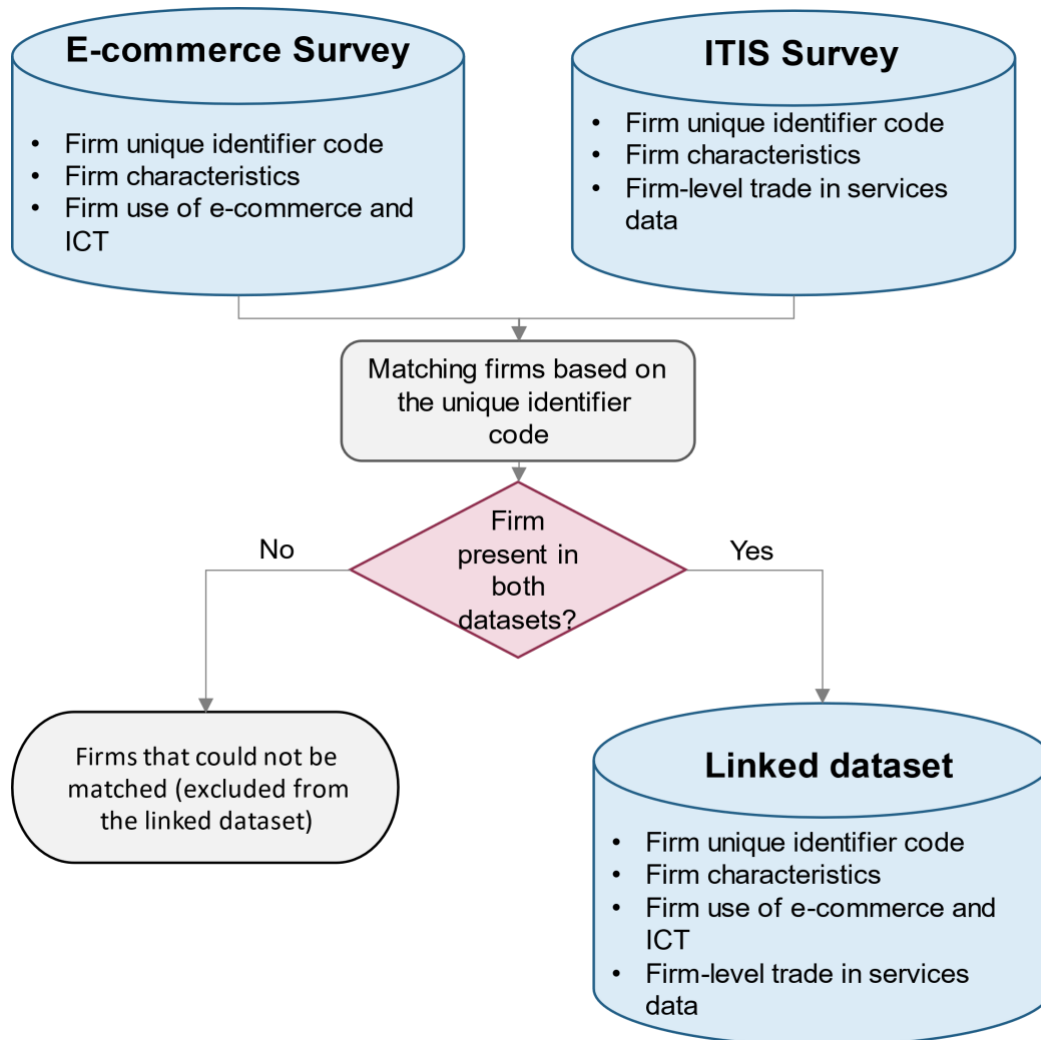 E-commerce Survey
• Firm unique identifier code
• Firm characteristics
• Firm use of e-commerce and
ICT
ITIS Survey
• Firm unique identifier code
• Firm characteristics
• Firm-level trade in services
data
Matching firms based on
the unique identifier
code
Firm
present in
both
datasets?
No
Yes
Firms that could not be
matched (excluded from
the linked dataset)
Linked dataset
• Firm unique identifier code
• Firm characteristics
• Firm use of e-commerce and
ICT
• Firm-level trade in services
data